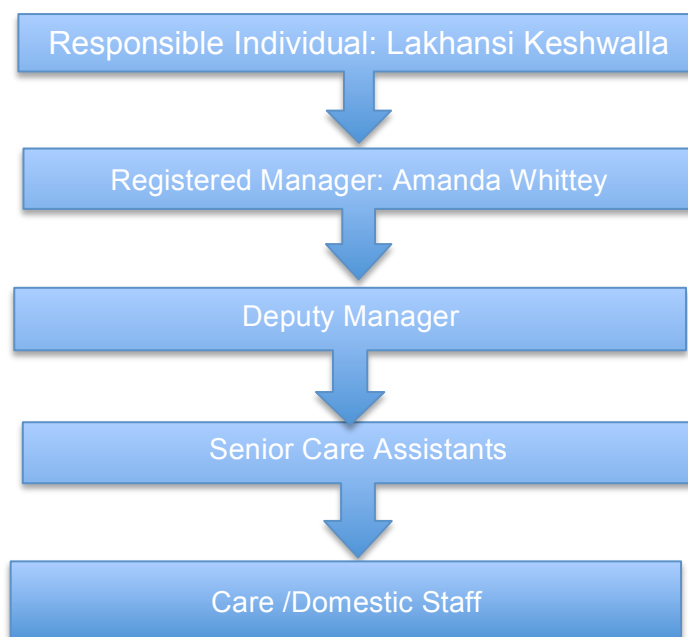 Responsible Individual: Lakhansi Keshwalla
Registered Manager: Amanda Whittey
Deputy Manager
Senior Care Assistants
Care /Domestic Staff